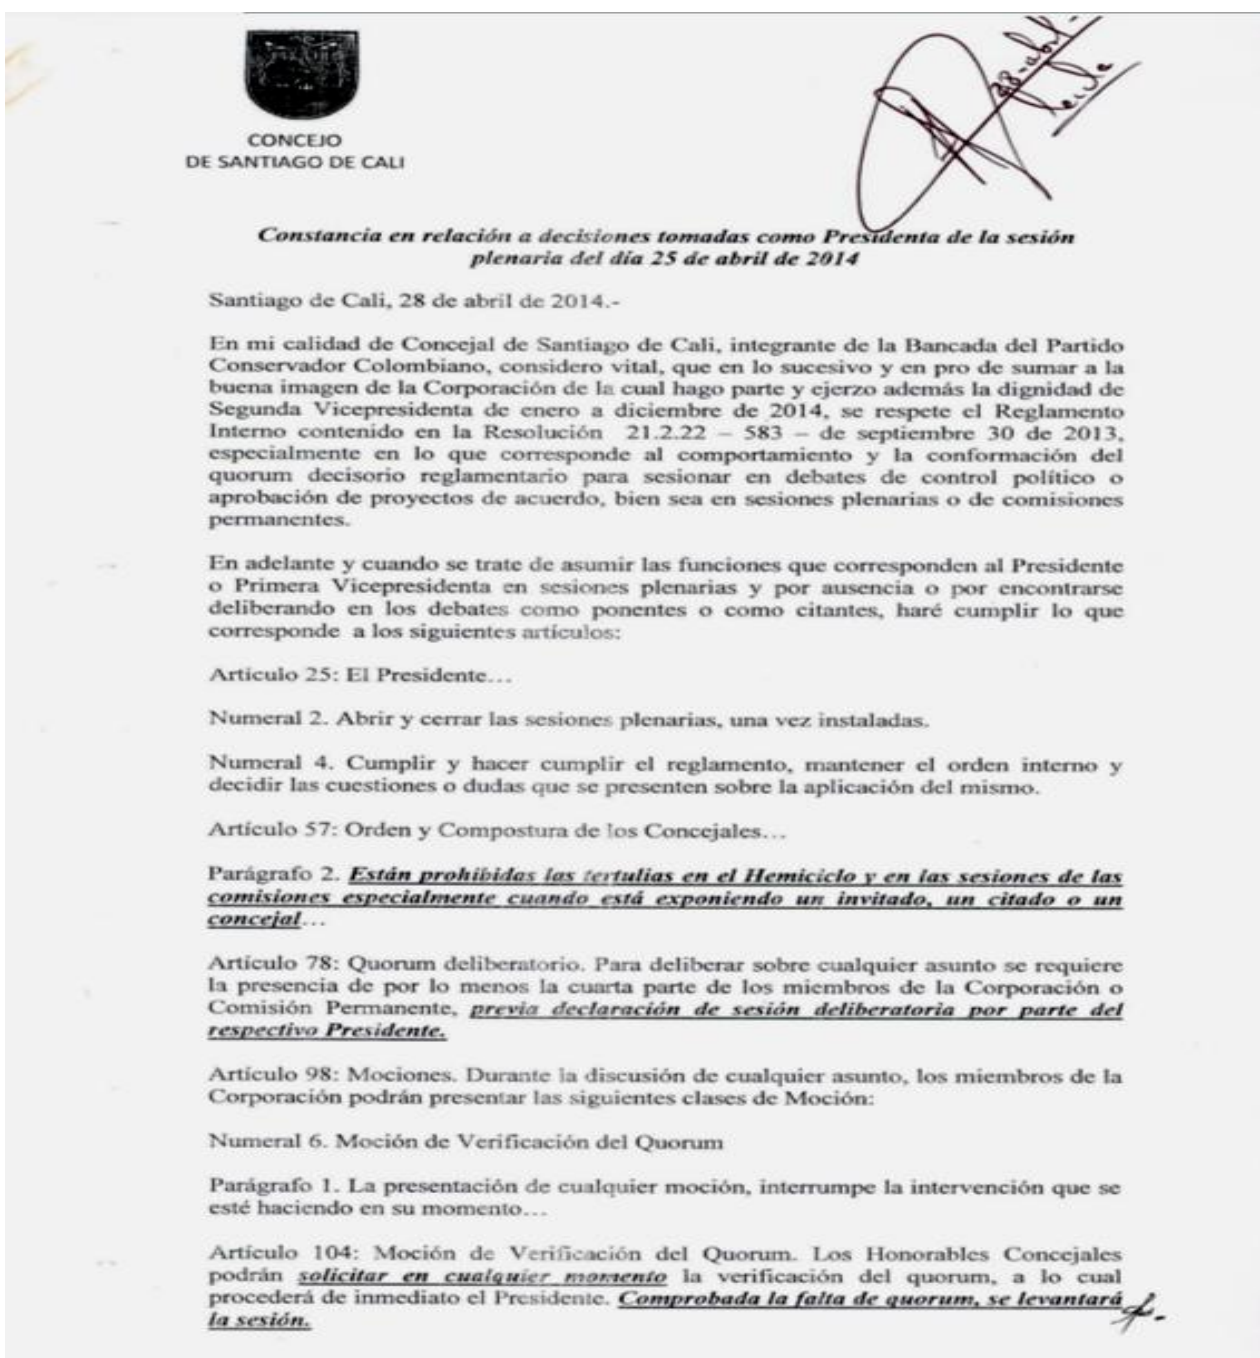 28-abril-
leida
CONCEJO
DE SANTIAGO DE CALI
Constancia en relación a decisiones tomadas como Presidenta de la sesión
plenaria del día 25 de abril de 2014
Santiago de Cali, 28 de abril de 2014.-
En mi calidad de Concejal de Santiago de Cali, integrante de la Bancada del Partido
Conservador Colombiano, considero vital, que en lo sucesivo y en pro de sumar a la
buena imagen de la Corporación de la cual hago parte y ejerzo además la dignidad de
Segunda Vicepresidenta de enero a diciembre de 2014, se respete el Reglamento
Interno contenido en la Resolución 21.2.22 – 583 – de septiembre 30 de 2013,
especialmente en lo que corresponde al comportamiento y la conformación del
quorum decisorio reglamentario para sesionar en debates de control político o
aprobación de proyectos de acuerdo, bien sea en sesiones plenarias o de comisiones
permanentes.
En adelante y cuando se trate de asumir las funciones que corresponden al Presidente
o Primera Vicepresidenta en sesiones plenarias y por ausencia o por encontrarse
deliberando en los debates como ponentes o como citantes, haré cumplir lo que
corresponde a los siguientes artículos:
Artículo 25: El Presidente...
Numeral 2. Abrir y cerrar las sesiones plenarias, una vez instaladas.
Numeral 4. Cumplir y hacer cumplir el reglamento, mantener el orden interno y
decidir las cuestiones o dudas que se presenten sobre la aplicación del mismo.
Artículo 57: Orden y Compostura de los Concejales...
Parágrafo 2. Están prohibidas las tertulias en el Hemiciclo y en las sesiones de las
comisiones especialmente cuando está exponiendo un invitado, un citado o un
concejal...
Artículo 78: Quorum deliberatorio. Para deliberar sobre cualquier asunto se requiere
la presencia de por lo menos la cuarta parte de los miembros de la Corporación o
Comisión Permanente, previa declaración de sesión deliberatoria por parte del
respectivo Presidente.
Artículo 98: Mociones. Durante la discusión de cualquier asunto, los miembros de la
Corporación podrán presentar las siguientes clases de Moción:
Numeral 6. Moción de Verificación del Quorum
Parágrafo 1. La presentación de cualquier moción, interrumpe la intervención que se
esté haciendo en su momento...
Artículo 104: Moción de Verificación del Quorum. Los Honorables Concejales
podrán solicitar en cualquier momento la verificación del quorum, a lo cual
procederá de inmediato el Presidente. Comprobada la falta de quorum, se levantará
la sesión.